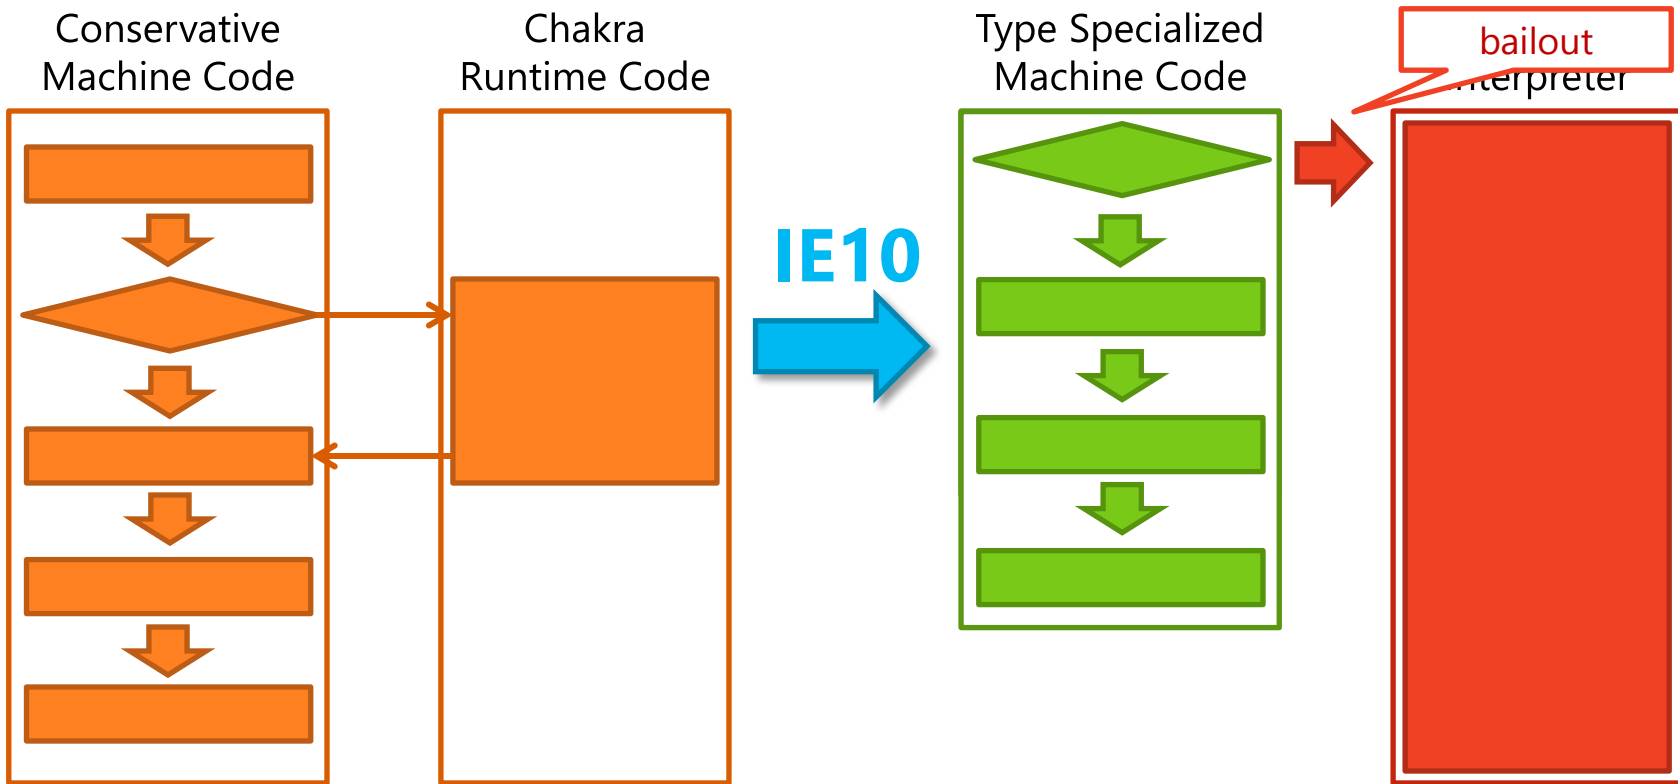 Conservative
Machine Code
Chakra
Runtime Code
IE10
Type Specialized
Machine Code
bailout